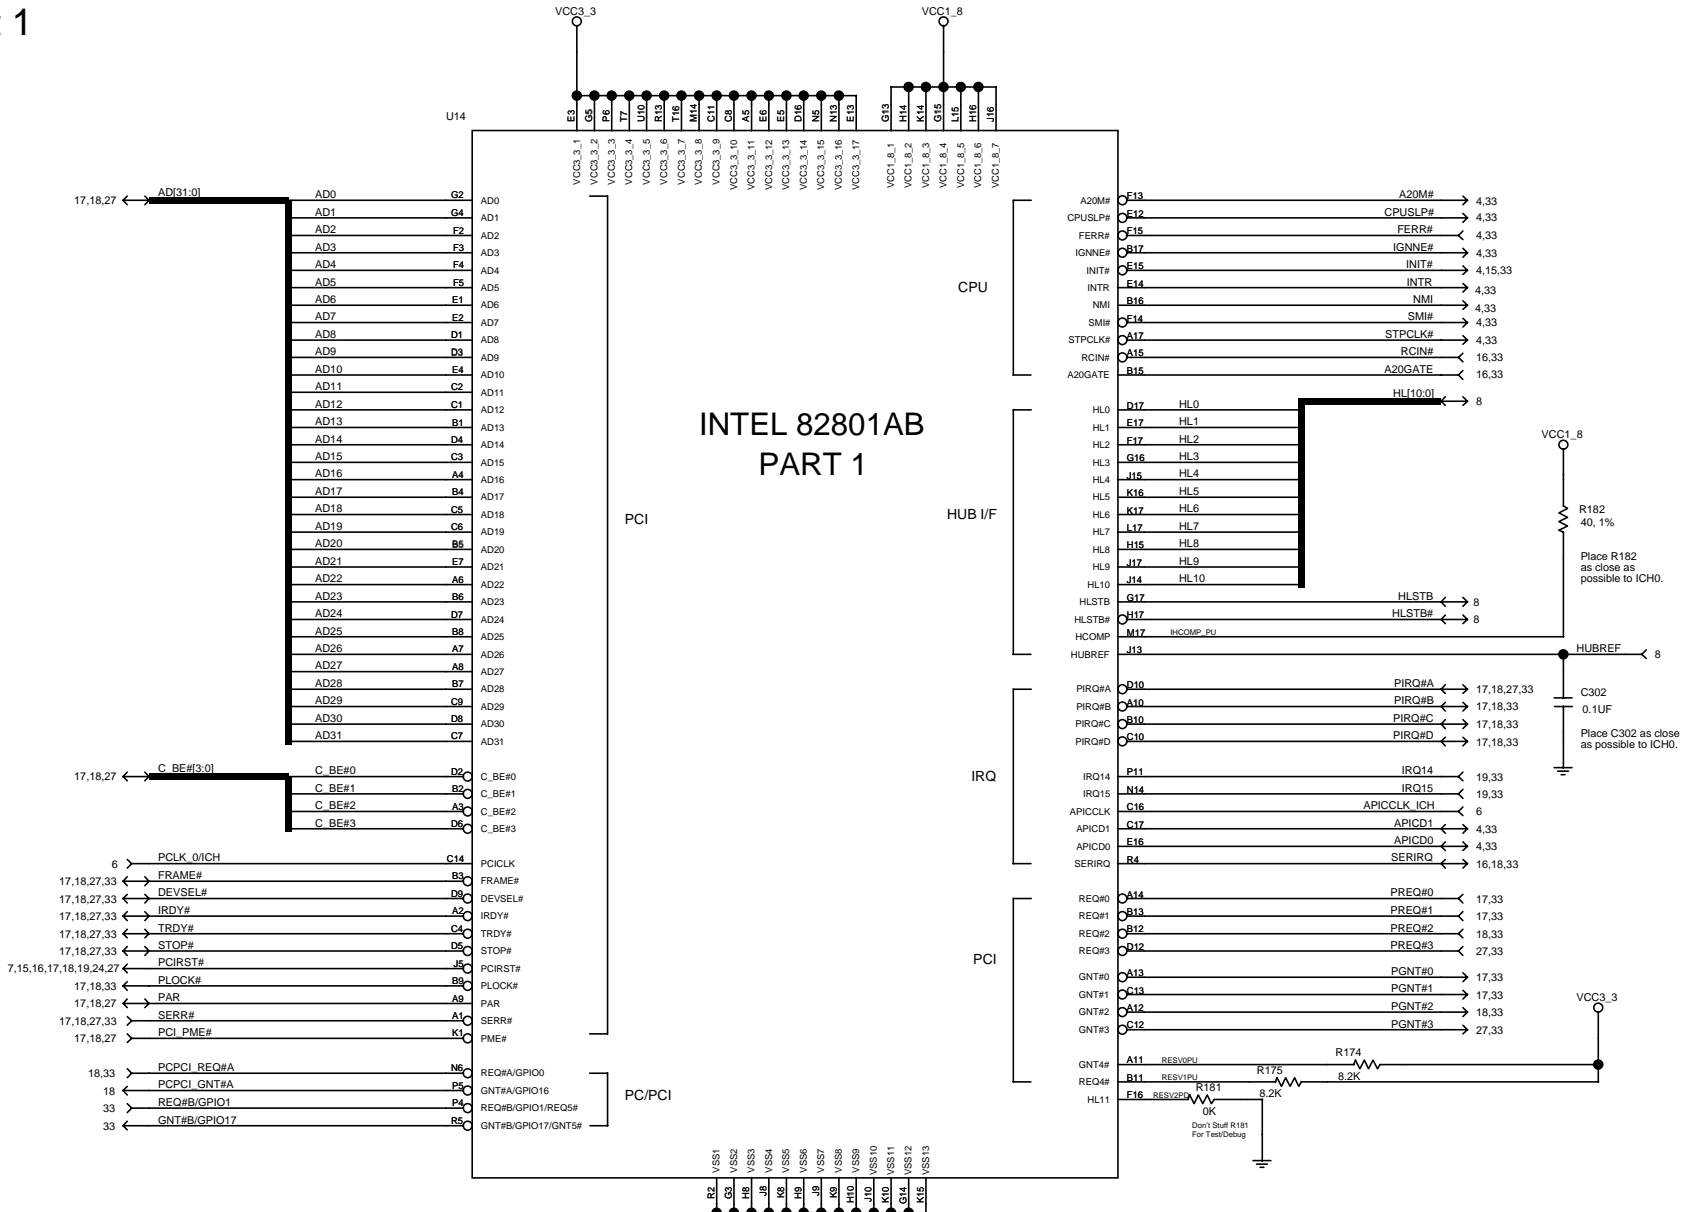 1
VCC3_3
VCC1_8
U14
E3 G5 P6 T7 U10 R13 T16 M14 C11 C8 A5 E6 E5 D16 N5 N13 E13
G13 H14 K14 G15 L15 H16 J16
VCC3_3_1 VCC3_3_2 VCC3_3_3 VCC3_3_4 VCC3_3_5 VCC3_3_6 VCC3_3_7 VCC3_3_8 VCC3_3_9 VCC3_3_10 VCC3_3_11 VCC3_3_12 VCC3_3_13 VCC3_3_14 VCC3_3_15 VCC3_3_16 VCC3_3_17
VCC1_8_1 VCC1_8_2 VCC1_8_3 VCC1_8_4 VCC1_8_5 VCC1_8_6 VCC1_8_7
INTEL 82801AB
PART 1
17,18,27 AD[31:0]
AD0 G2 AD0
AD1 G4 AD1
AD2 F2 AD2
AD3 F3 AD3
AD4 F4 AD4
AD5 F5 AD5
AD6 E1 AD6
AD7 E2 AD7
AD8 D1 AD8
AD9 D3 AD9
AD10 E4 AD10
AD11 C2 AD11
AD12 C1 AD12
AD13 B1 AD13
AD14 D4 AD14
AD15 C3 AD15
AD16 A4 AD16
AD17 B4 AD17
AD18 C5 AD18
AD19 C6 AD19
AD20 B5 AD20
AD21 E7 AD21
AD22 A6 AD22
AD23 B6 AD23
AD24 D7 AD24
AD25 B8 AD25
AD26 A7 AD26
AD27 A8 AD27
AD28 B7 AD28
AD29 C9 AD29
AD30 D8 AD30
AD31 C7 AD31
PCI
17,18,27 C_BE#[3:0]
C_BE#0 D2 C_BE#0
C_BE#1 B2 C_BE#1
C_BE#2 A3 C_BE#2
C_BE#3 D6 C_BE#3
6 PCLK_0/ICH C14 PCICLK
17,18,27,33 FRAME# B3 FRAME#
17,18,27,33 DEVSEL# D9 DEVSEL#
17,18,27,33 IRDY# A2 IRDY#
17,18,27,33 TRDY# C4 TRDY#
17,18,27,33 STOP# D5 STOP#
7,15,16,17,18,19,24,27 PCIRST# J5 PCIRST#
17,18,33 PLOCK# B9 PLOCK#
17,18,27 PAR A9 PAR
17,18,27,33 SERR# A1 SERR#
17,18,27 PCI_PME# K1 PME#
18,33 PCPCI_REQ#A N6 REQ#A/GPIO0
18 PCPCI_GNT#A P5 GNT#A/GPIO16
33 REQ#B/GPIO1 P4 REQ#B/GPIO1/REQ5#
33 GNT#B/GPIO17 R5 GNT#B/GPIO17/GNT5#
PC/PCI
CPU
A20M# F13 A20M# 4,33
CPUSLP# E12 CPUSLP# 4,33
FERR# F15 FERR# 4,33
IGNNE# B17 IGNNE# 4,33
INIT# E15 INIT# 4,15,33
INTR E14 INTR 4,33
NMI B16 NMI 4,33
SMI# F14 SMI# 4,33
STPCLK# A17 STPCLK# 4,33
RCIN# A15 RCIN# 16,33
A20GATE B15 A20GATE 16,33
HL[10:0] 8
HUB I/F
HL0 D17 HL0
HL1 E17 HL1
HL2 F17 HL2
HL3 G16 HL3
HL4 J15 HL4
HL5 K16 HL5
HL6 K17 HL6
HL7 L17 HL7
HL8 H15 HL8
HL9 J17 HL9
HL10 J14 HL10
HLSTB G17 HLSTB 8
HLSTB# H17 HLSTB# 8
HCOMP M17 IHCOMP_PU
HUBREF J13 HUBREF 8
VCC1_8
R182
40, 1%
Place R182
as close as
possible to ICH0.
C302
0.1UF
Place C302 as close
as possible to ICH0.
IRQ
PIRQ#A D10 PIRQ#A 17,18,27,33
PIRQ#B A10 PIRQ#B 17,18,33
PIRQ#C B10 PIRQ#C 17,18,33
PIRQ#D C10 PIRQ#D 17,18,33
IRQ14 P11 IRQ14 19,33
IRQ15 N14 IRQ15 19,33
APICCLK C16 APICCLK_ICH 6
APICD1 C17 APICD1 4,33
APICD0 E16 APICD0 4,33
SERIRQ R4 SERIRQ 16,18,33
PCI
REQ#0 A14 PREQ#0 17,33
REQ#1 B13 PREQ#1 17,33
REQ#2 B12 PREQ#2 18,33
REQ#3 D12 PREQ#3 27,33
GNT#0 A13 PGNT#0 17,33
GNT#1 C13 PGNT#1 17,33
GNT#2 A12 PGNT#2 18,33
GNT#3 C12 PGNT#3 27,33
VCC3_3
GNT4# A11 RESV0PU R174 8.2K
REQ4# B11 RESV1PU R175 8.2K
HL11 F16 RESV2PD R181 0K
Don't Stuff R181
For Test/Debug
VSS1 VSS2 VSS3 VSS4 VSS5 VSS6 VSS7 VSS8 VSS9 VSS10 VSS11 VSS12 VSS13
R2 G3 H8 J8 K8 H9 J9 K9 H10 J10 K10 G14 K15